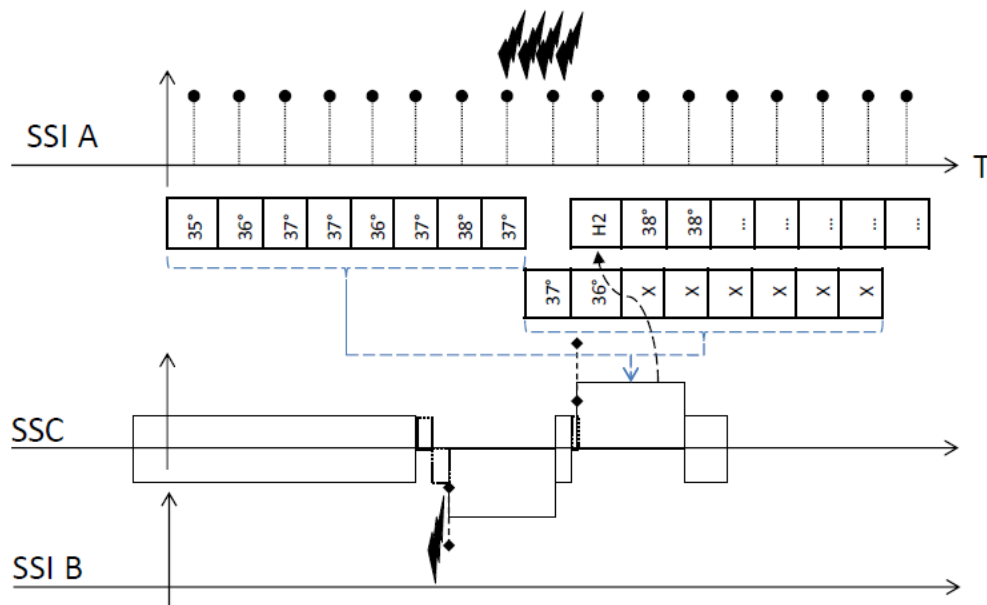 SSI A
T
35° 36° 37° 37° 36° 37° 38° 37°
H2 38° 38° ... ... ... ... ...
37° 36° X X X X X X
SSC
SSI B